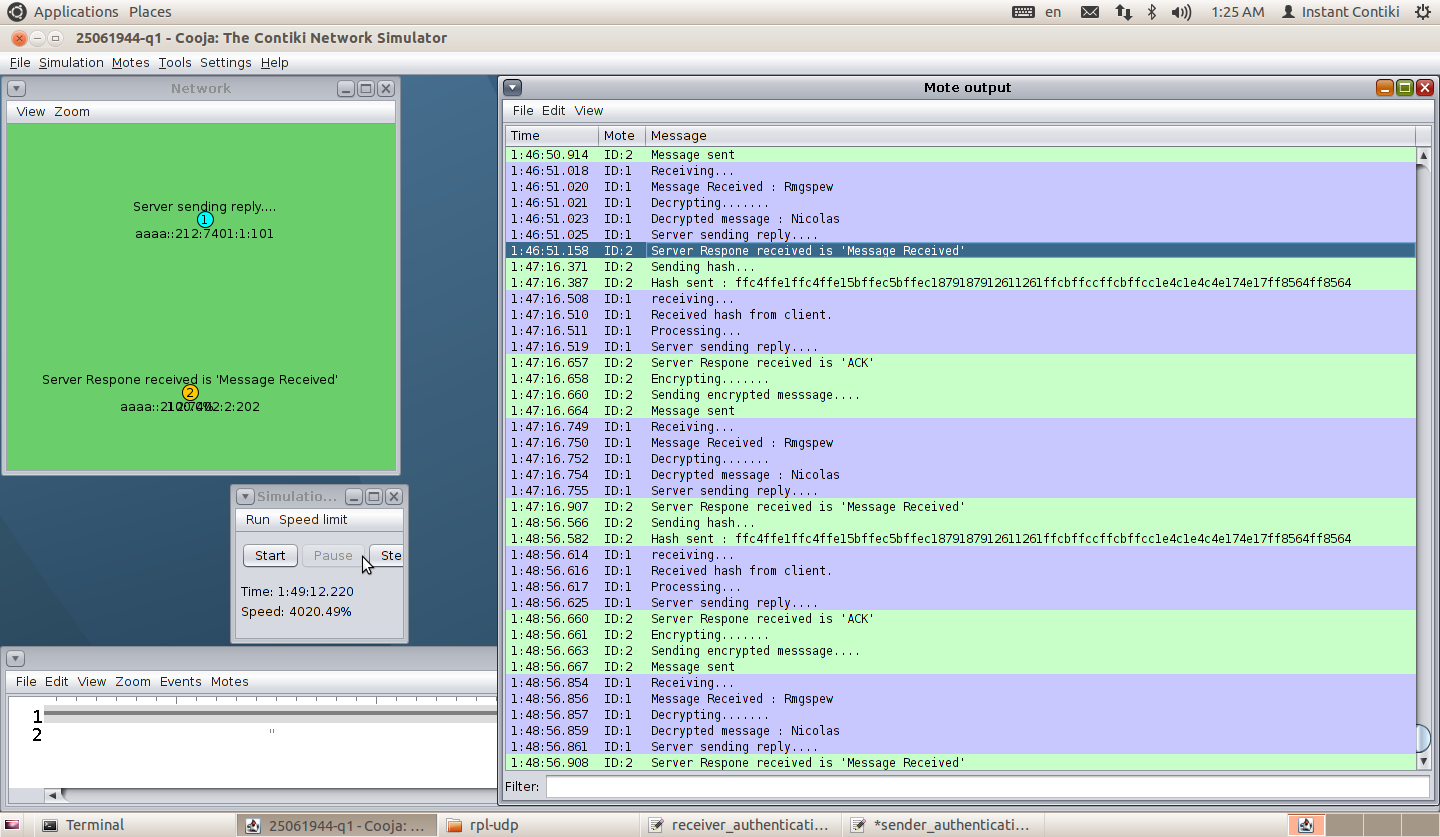 Applications Places en 1:25 AM Instant Contiki
25061944-q1 - Cooja: The Contiki Network Simulator
File Simulation Motes Tools Settings Help
Network
View Zoom
Server sending reply....
1
aaaa::212:7401:1:101
Server Respone received is 'Message Received'
2
Simulatio...
Run Speed limit
Start Pause Ste
Time: 1:49:12.220
Speed: 4020.49%
File Edit View Zoom Events Motes
1
2
Mote output
File Edit View
Time Mote Message
1:46:50.914 ID:2 Message sent
1:46:51.018 ID:1 Receiving...
1:46:51.020 ID:1 Message Received : Rmgspew
1:46:51.021 ID:1 Decrypting.......
1:46:51.023 ID:1 Decrypted message : Nicolas
1:46:51.025 ID:1 Server sending reply....
1:46:51.158 ID:2 Server Respone received is 'Message Received'
1:47:16.371 ID:2 Sending hash...
1:47:16.387 ID:2 Hash sent : ffc4ffe1ffc4ffe15bffec5bffec1879187912611261ffcbffccffcbffcc1e4c1e4c4e174e17ff8564ff8564
1:47:16.508 ID:1 receiving...
1:47:16.510 ID:1 Received hash from client.
1:47:16.511 ID:1 Processing...
1:47:16.519 ID:1 Server sending reply....
1:47:16.657 ID:2 Server Respone received is 'ACK'
1:47:16.658 ID:2 Encrypting.......
1:47:16.660 ID:2 Sending encrypted messsage....
1:47:16.664 ID:2 Message sent
1:47:16.749 ID:1 Receiving...
1:47:16.750 ID:1 Message Received : Rmgspew
1:47:16.752 ID:1 Decrypting.......
1:47:16.754 ID:1 Decrypted message : Nicolas
1:47:16.755 ID:1 Server sending reply....
1:47:16.907 ID:2 Server Respone received is 'Message Received'
1:48:56.566 ID:2 Sending hash...
1:48:56.582 ID:2 Hash sent : ffc4ffe1ffc4ffe15bffec5bffec1879187912611261ffcbffccffcbffcc1e4c1e4c4e174e17ff8564ff8564
1:48:56.614 ID:1 receiving...
1:48:56.616 ID:1 Received hash from client.
1:48:56.617 ID:1 Processing...
1:48:56.625 ID:1 Server sending reply....
1:48:56.660 ID:2 Server Respone received is 'ACK'
1:48:56.661 ID:2 Encrypting.......
1:48:56.663 ID:2 Sending encrypted messsage....
1:48:56.667 ID:2 Message sent
1:48:56.854 ID:1 Receiving...
1:48:56.856 ID:1 Message Received : Rmgspew
1:48:56.857 ID:1 Decrypting.......
1:48:56.859 ID:1 Decrypted message : Nicolas
1:48:56.861 ID:1 Server sending reply....
1:48:56.908 ID:2 Server Respone received is 'Message Received'
Filter:
Terminal 25061944-q1 - Cooja: ... rpl-udp receiver_authenticati... *sender_authenticati...